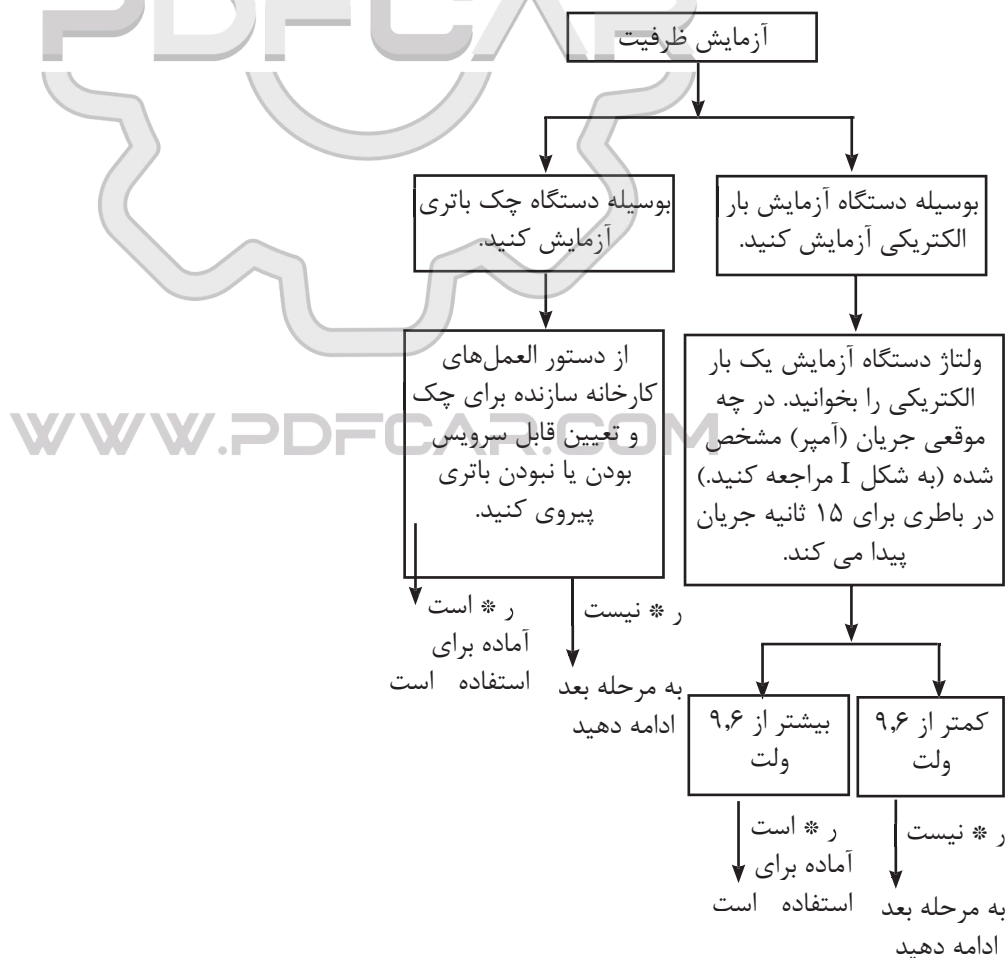 PDFCAR
آزمایش ظرفیت
بوسیله دستگاه آزمایش بار
الکتریکی آزمایش کنید.
بوسیله دستگاه چک باتری
آزمایش کنید.
ولتاژ دستگاه آزمایش یک بار
الکتریکی را بخوانید. در چه
موقعی جریان (آمپر) مشخص
شده (به شکل I مراجعه کنید.)
در باطری برای ۱۵ ثانیه جریان
پیدا می کند.
از دستور العمل‌های
کارخانه سازنده برای چک
و تعیین قابل سرویس
بودن یا نبودن باتری
پیروی کنید.
WWW.PDFCAR.COM
ر * نیست
به مرحله بعد
ادامه دهید
ر * است
آماده برای
استفاده است
کمتر از ۹,۶
ولت
بیشتر از ۹,۶
ولت
ر * نیست
به مرحله بعد
ادامه دهید
ر * است
آماده برای
استفاده است